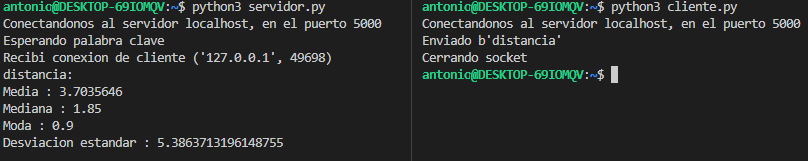 antonio@DESKTOP-69IOMQV:~$ python3 servidor.py
Conectandonos al servidor localhost, en el puerto 5000
Esperando palabra clave
Recibi conexion de cliente ('127.0.0.1', 49698)
distancia:
Media : 3.7035646
Mediana : 1.85
Moda : 0.9
Desviacion estandar : 5.3863713196148755
antonio@DESKTOP-69IOMQV:~$ python3 cliente.py
Conectandonos al servidor localhost, en el puerto 5000
Enviado b'distancia'
Cerrando socket
antonio@DESKTOP-69IOMQV:~$